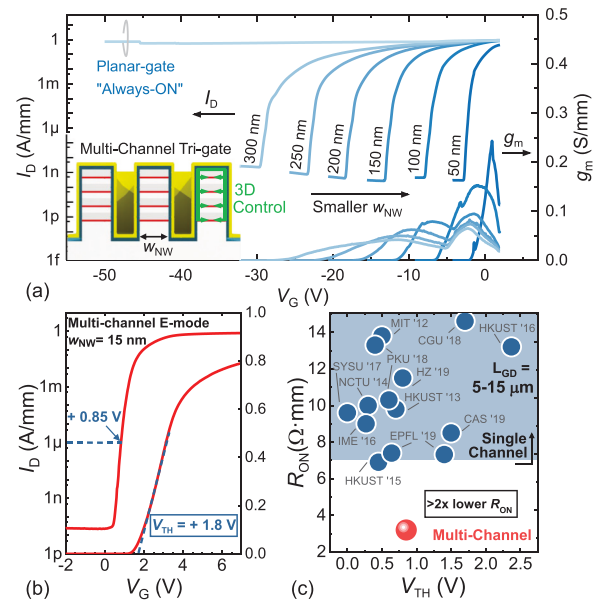 Planar-gate
"Always-ON"
I_D
Multi-Channel Tri-gate
3D
Control
w_NW
300 nm
250 nm
200 nm
150 nm
100 nm
50 nm
g_m
Smaller w_NW
I_D (A/mm)
1
1m
1µ
1n
1p
1f
g_m (S/mm)
0.5
0.4
0.3
0.2
0.1
0.0
-50 -40 -30 -20 -10 0
V_G (V)
(a)
Multi-channel E-mode
w_NW= 15 nm
+ 0.85 V
V_TH = + 1.8 V
I_D (A/mm)
1
1m
1µ
1n
1p
1.0
0.8
0.6
0.4
0.2
0.0
-2 0 2 4 6
V_G (V)
(b)
R_ON(Ω·mm)
14
12
10
8
6
4
2
MIT '12
CGU '18
HKUST '16
PKU '18
SYSU '17
HZ '19
NCTU '14
HKUST '13
L_GD =
5-15 µm
IME '16
EPFL '19
CAS '19
HKUST '15
Single
Channel
>2x lower R_ON
Multi-Channel
0.0 0.5 1.0 1.5 2.0 2.5
V_TH (V)
(c)